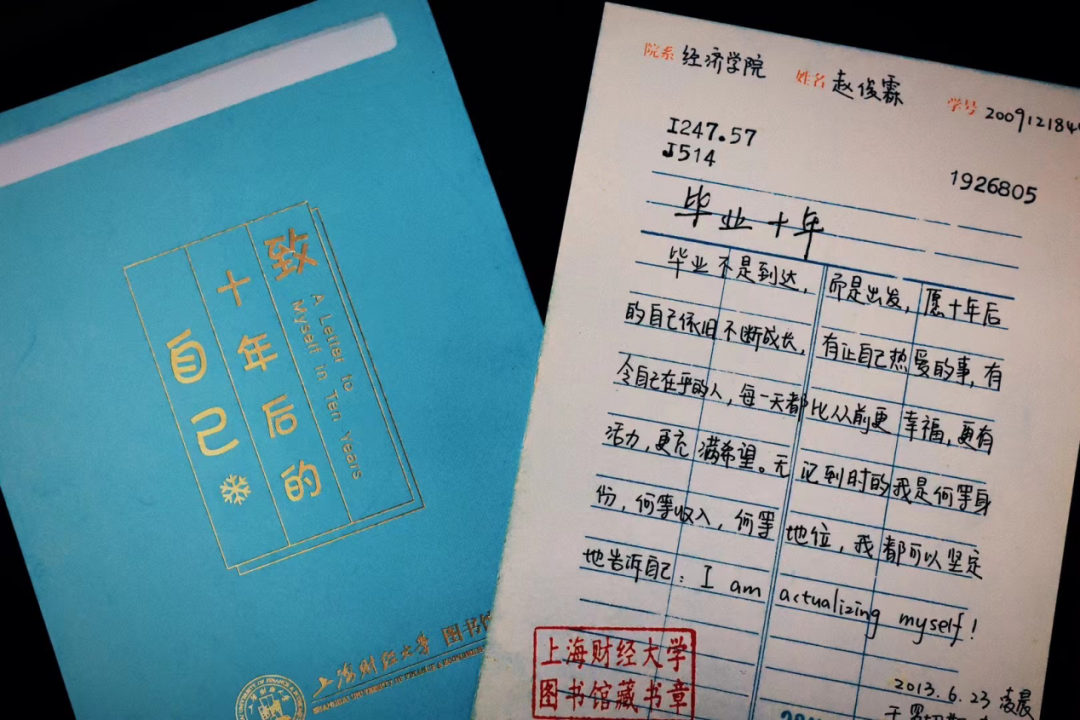 致
十年后的
自己
A Letter to
Myself in Ten Years
上海财经大学 图书馆
院系 经济学院 姓名 赵俊霖 学号 200912184
I247.57
J514
1926805
毕业十年
毕业不是到达,而是出发,愿十年后
的自己依旧不断成长,有让自己热爱的事,有
令自己在乎的人,每一天都比从前更幸福,更有
活力,更充满希望。无论到时的我是何等身
份,何等收入,何等地位,我都可以坚定
地告诉自己:I am actualizing myself!
上海财经大学
图书馆藏书章
2013.6.23 凌晨